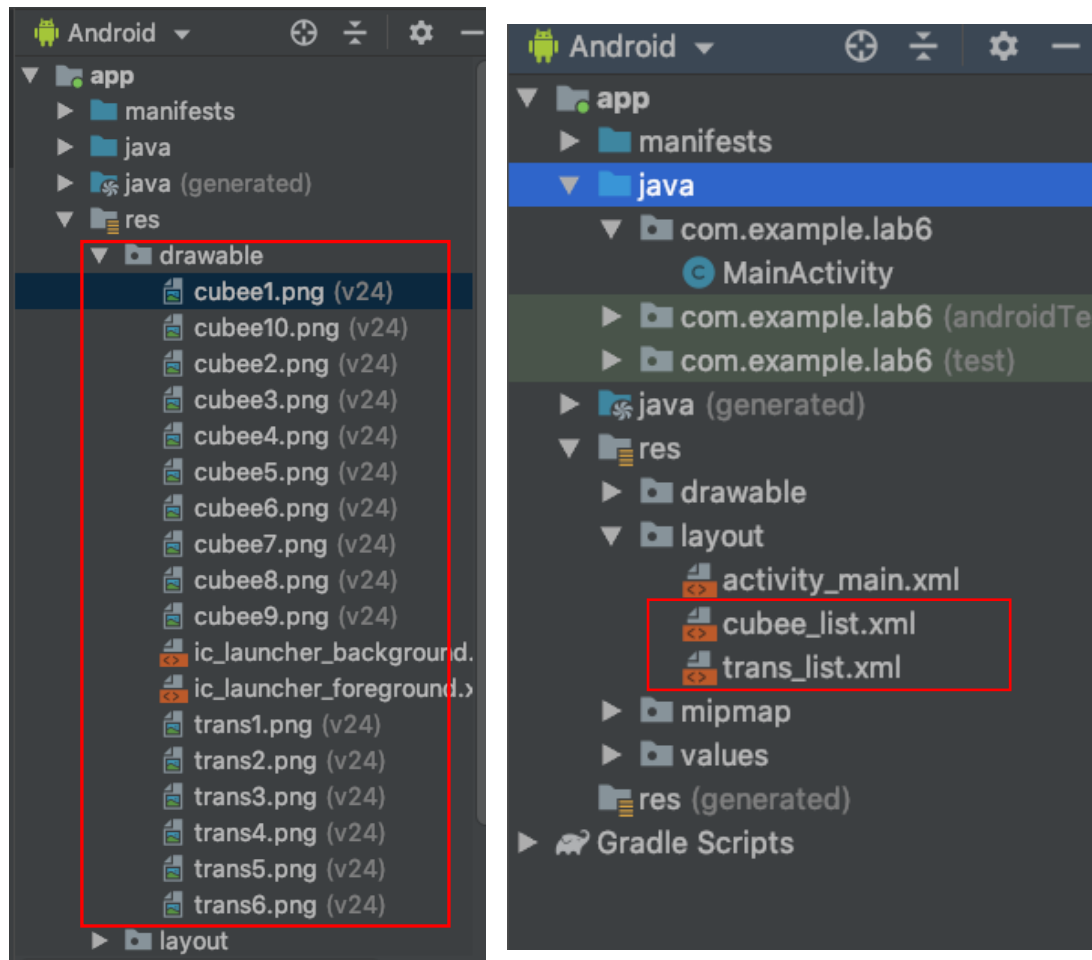 Android
app
manifests
java
java (generated)
res
drawable
cubee1.png (v24)
cubee10.png (v24)
cubee2.png (v24)
cubee3.png (v24)
cubee4.png (v24)
cubee5.png (v24)
cubee6.png (v24)
cubee7.png (v24)
cubee8.png (v24)
cubee9.png (v24)
ic_launcher_background.
ic_launcher_foreground.x
trans1.png (v24)
trans2.png (v24)
trans3.png (v24)
trans4.png (v24)
trans5.png (v24)
trans6.png (v24)
layout
Android
app
manifests
java
com.example.lab6
C MainActivity
com.example.lab6 (androidTe
com.example.lab6 (test)
java (generated)
res
drawable
layout
activity_main.xml
cubee_list.xml
trans_list.xml
mipmap
values
res (generated)
Gradle Scripts